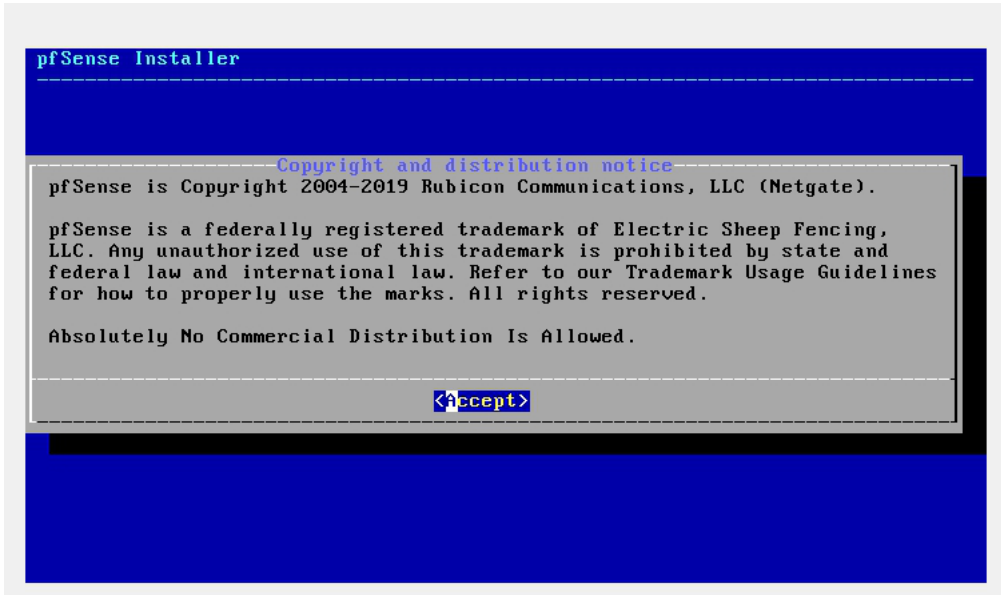 pfSense Installer
Copyright and distribution notice
pfSense is Copyright 2004-2019 Rubicon Communications, LLC (Netgate).
pfSense is a federally registered trademark of Electric Sheep Fencing,
LLC. Any unauthorized use of this trademark is prohibited by state and
federal law and international law. Refer to our Trademark Usage Guidelines
for how to properly use the marks. All rights reserved.
Absolutely No Commercial Distribution Is Allowed.
<Accept>